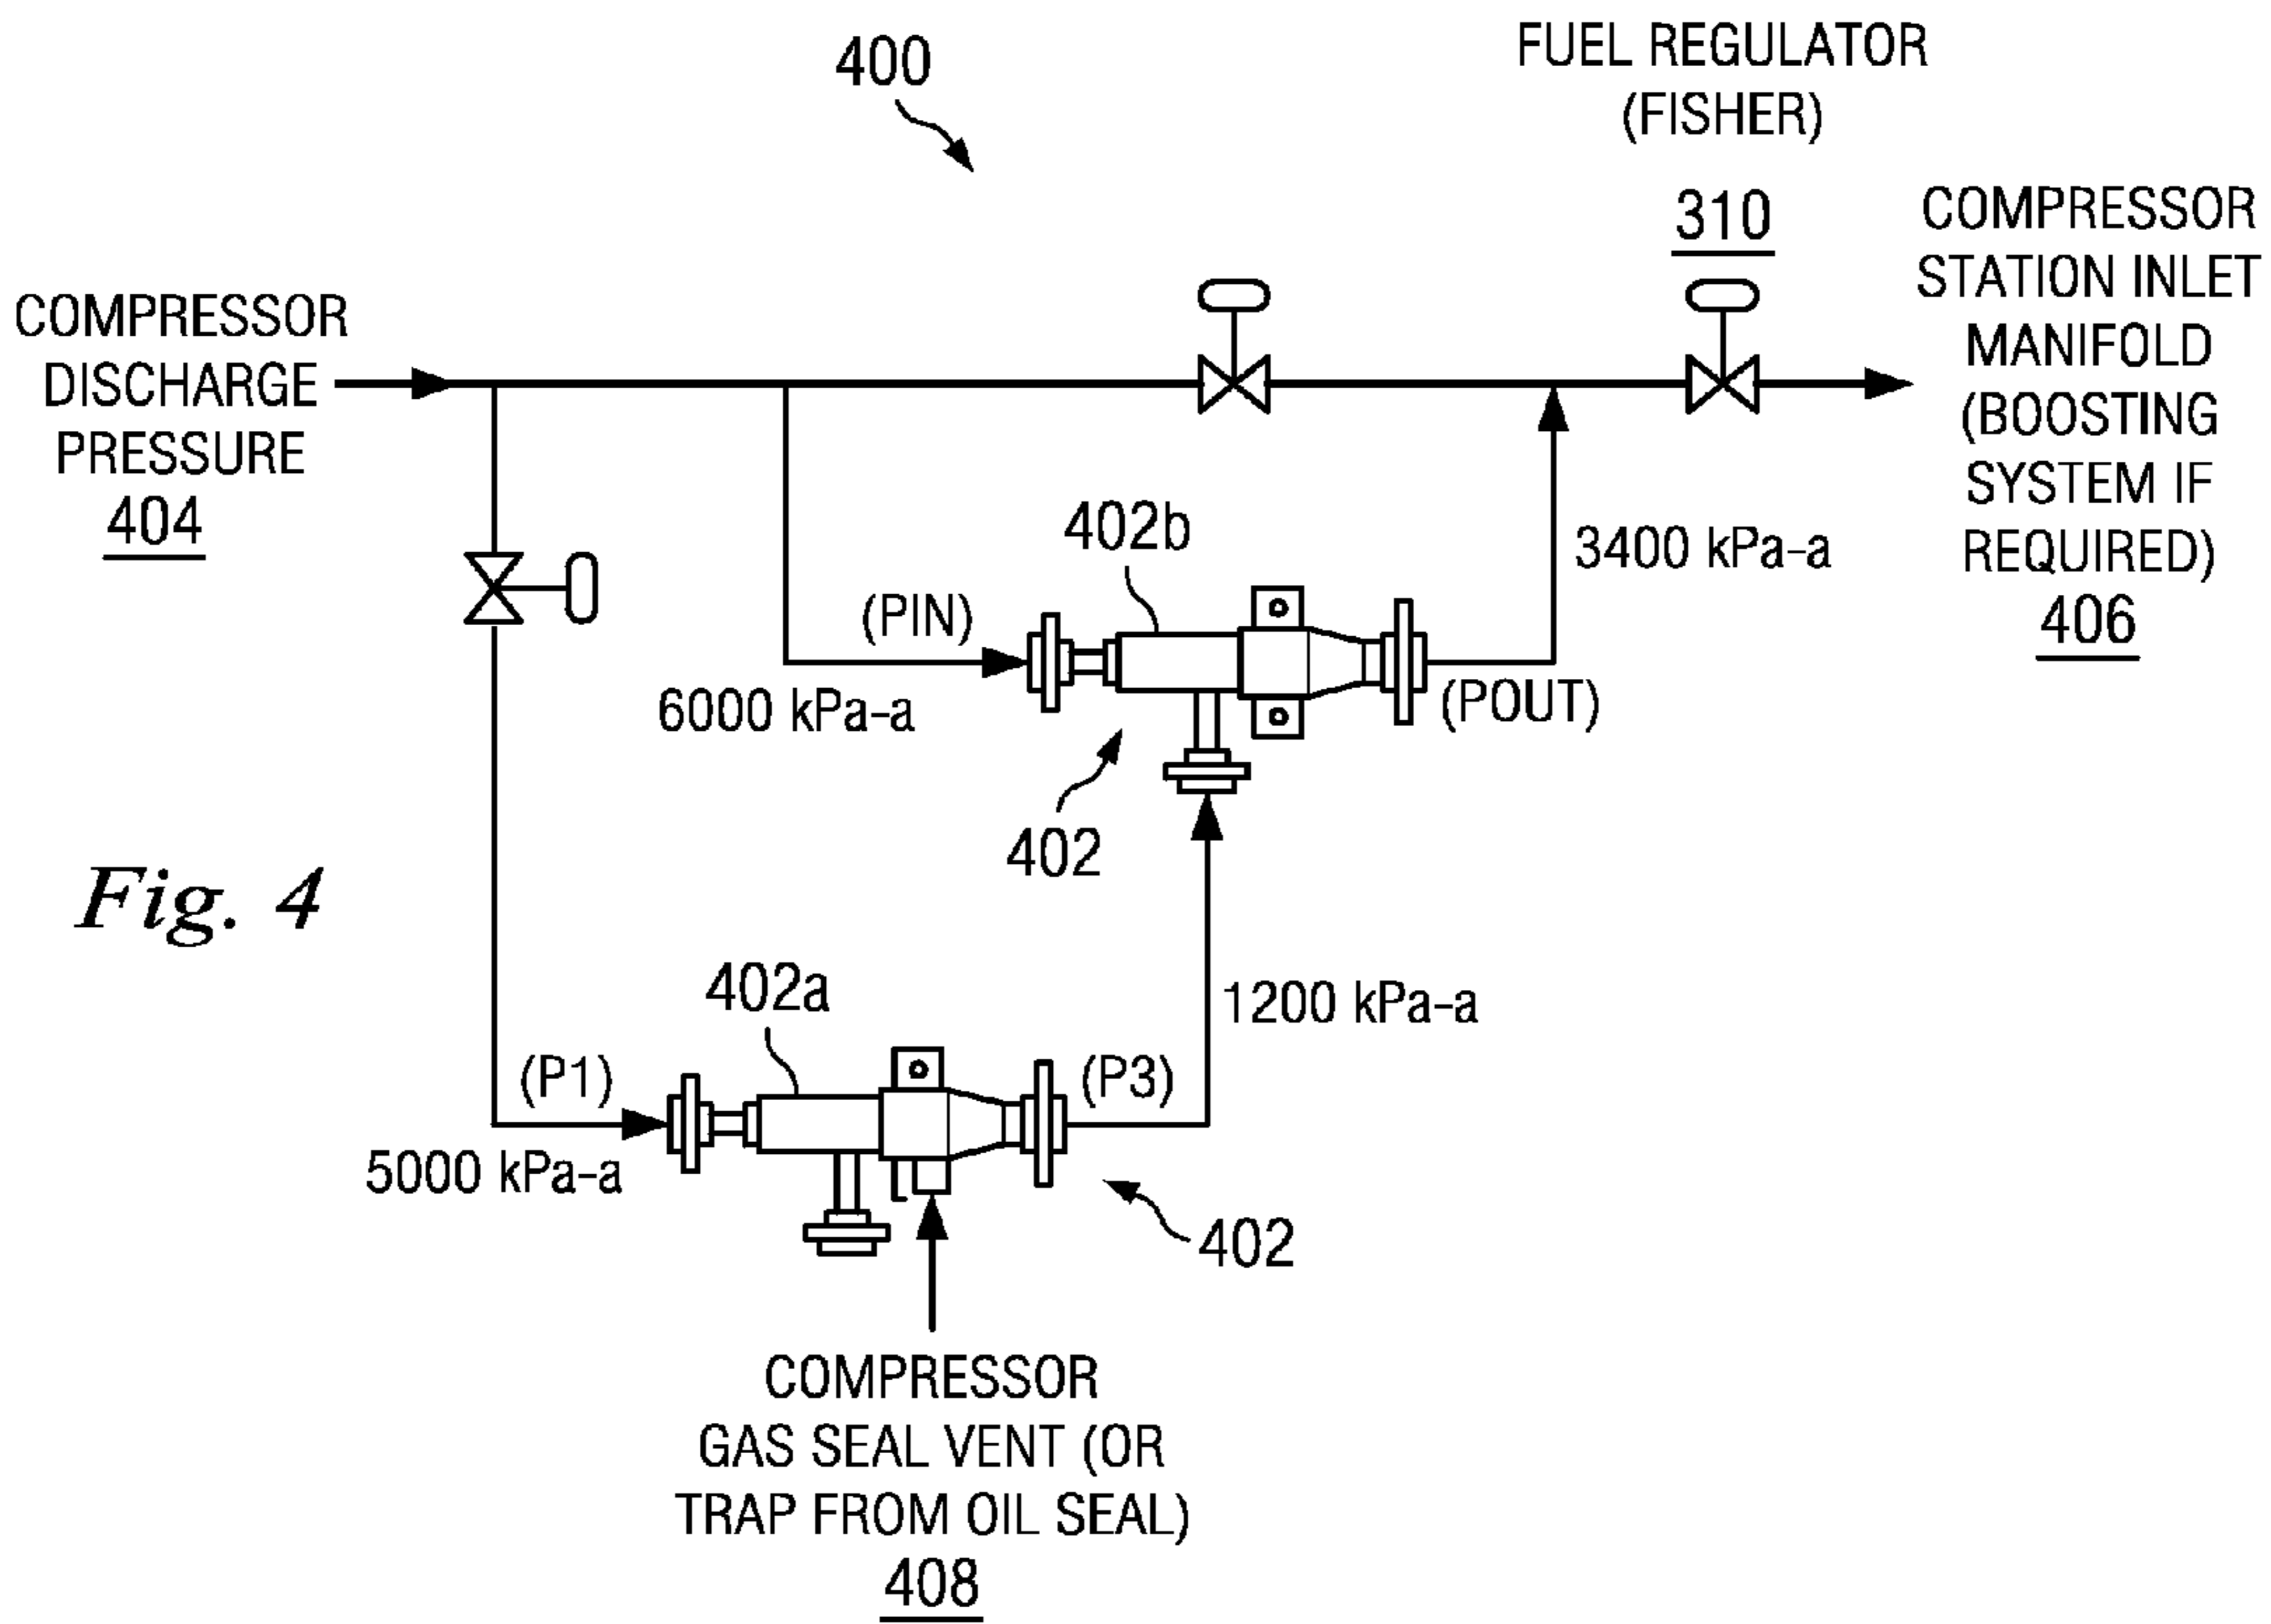 400
FUEL REGULATOR
(FISHER)
310
COMPRESSOR
STATION INLET
MANIFOLD
(BOOSTING
SYSTEM IF
REQUIRED)
406
COMPRESSOR
DISCHARGE
PRESSURE
404
402b
3400 kPa-a
(PIN)
6000 kPa-a
(POUT)
402
Fig. 4
402a
1200 kPa-a
(P1)
(P3)
5000 kPa-a
402
COMPRESSOR
GAS SEAL VENT (OR
TRAP FROM OIL SEAL)
408